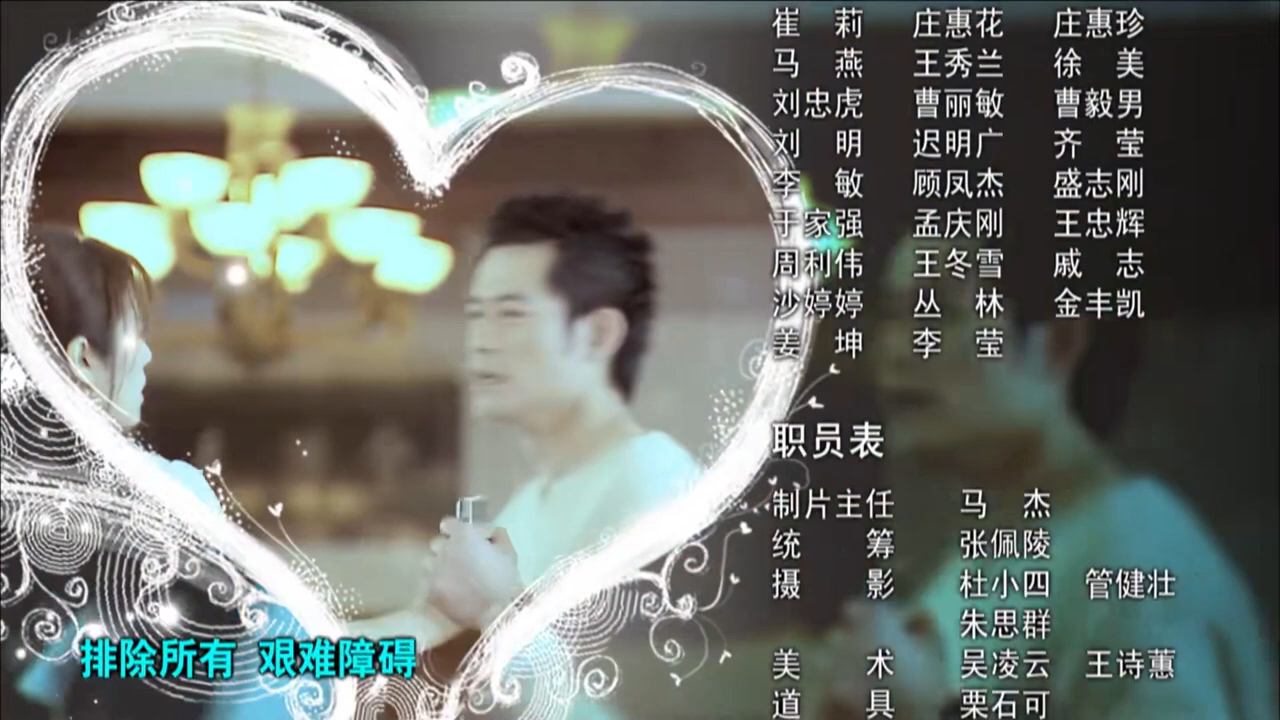 崔莉 庄惠花 庄惠珍
马燕 王秀兰 徐美
刘忠虎 曹丽敏 曹毅男
刘明 迟明广 齐莹
李敏 顾凤杰 盛志刚
于家强 孟庆刚 王忠辉
周利伟 王冬雪 戚志
沙婷婷 丛林 金丰凯
姜坤 李莹
职员表
制片主任 马杰
统筹 张佩陵
摄影 杜小四 管健壮
朱思群
美术 吴凌云 王诗蕙
道具 栗石可
排除所有 艰难障碍